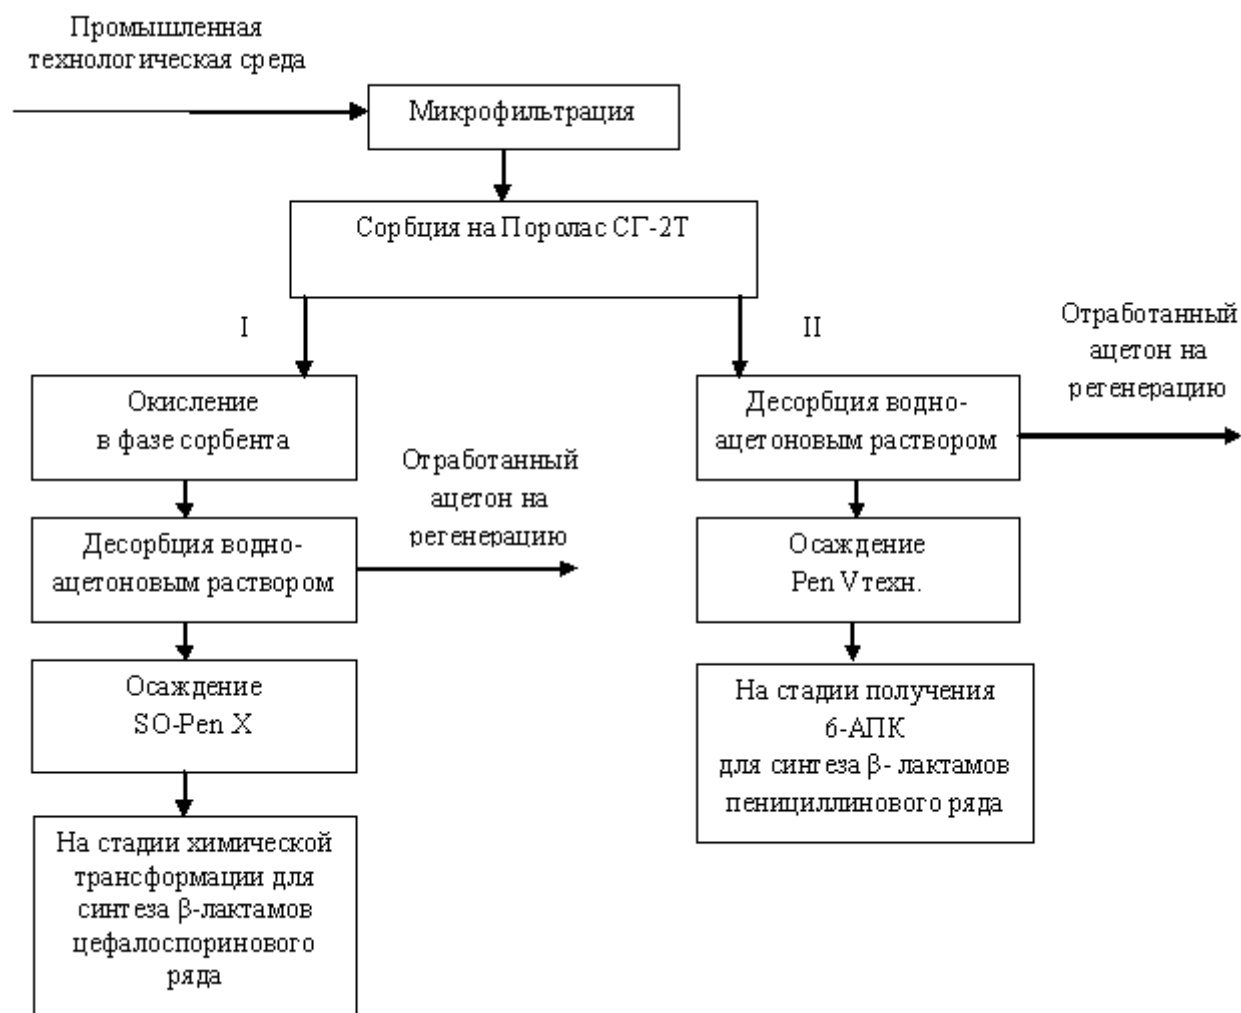 Промышленная
технологическая среда
Микрофильтрация
Сорбция на Поролас СГ-2Т
I
II
Отработанный
ацетон на
регенерацию
Окисление
в фазе сорбента
Десорбция водно-
ацетоновым раствором
Отработанный
ацетон на
регенерацию
Десорбция водно-
ацетоновым раствором
Осаждение
Pen V техн.
Осаждение
SO-Pen X
На стадии получения
6-АПК
для синтеза β- лактамов
пенициллинового ряда
На стадии химической
трансформации для
синтеза β-лактамов
цефалоспоринового
ряда